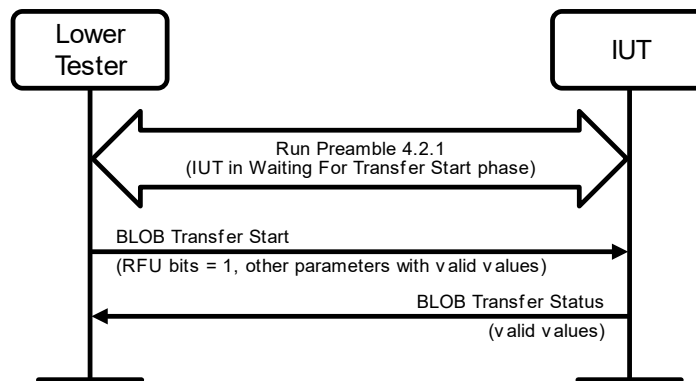 Lower
Tester
IUT
Run Preamble 4.2.1
(IUT in Waiting For Transfer Start phase)
BLOB Transfer Start
(RFU bits = 1, other parameters with valid values)
BLOB Transfer Status
(valid values)